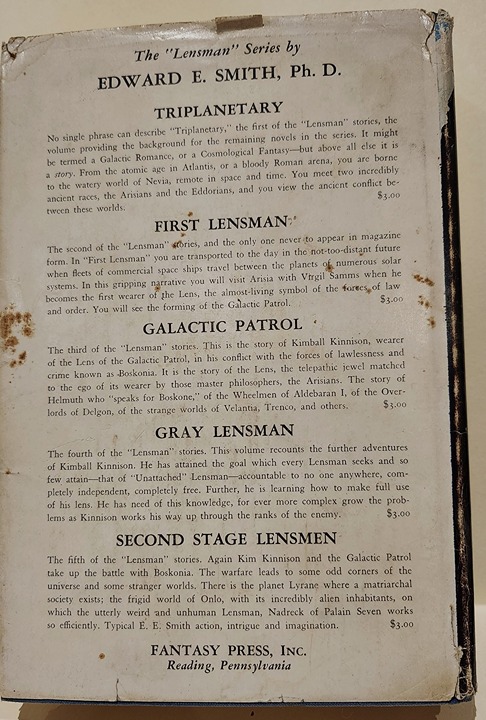 The "Lensman" Series by
EDWARD E. SMITH, Ph. D.
TRIPLANETARY
No single phrase can describe "Triplanetary," the first of the "Lensman" stories, the
volume providing the background for the remaining novels in the series. It might
be termed a Galactic Romance, or a Cosmological Fantasy—but above all else it is
a story. From the atomic age in Atlantis, or a bloody Roman arena, you are borne
to the watery world of Nevia, remote in space and time. You meet two incredibly
ancient races, the Arisians and the Eddorians, and you view the ancient conflict be-
tween these worlds. $3.00
FIRST LENSMAN
The second of the "Lensman" stories, and the only one never to appear in magazine
form. In "First Lensman" you are transported to the day in the not-too-distant future
when fleets of commercial space ships travel between the planets of numerous solar
systems. In this gripping narrative you will visit Arisia with Virgil Samms when he
becomes the first wearer of the Lens, the almost-living symbol of the forces of law
and order. You will see the forming of the Galactic Patrol. $3.00
GALACTIC PATROL
The third of the "Lensman" stories. This is the story of Kimball Kinnison, wearer
of the Lens of the Galactic Patrol, in his conflict with the forces of lawlessness and
crime known as Boskonia. It is the story of the Lens, the telepathic jewel matched
to the ego of its wearer by those master philosophers, the Arisians. The story of
Helmuth who "speaks for Boskone," of the Wheelmen of Aldebaran I, of the Over-
lords of Delgon, of the strange worlds of Velantia, Trenco, and others. $3.00
GRAY LENSMAN
The fourth of the "Lensman" stories. This volume recounts the further adventures
of Kimball Kinnison. He has attained the goal which every Lensman seeks and so
few attain—that of "Unattached" Lensman—accountable to no one anywhere, com-
pletely independent, completely free. Further, he is learning how to make full use
of his lens. He has need of this knowledge, for ever more complex grow the prob-
lems as Kinnison works his way up through the ranks of the enemy. $3.00
SECOND STAGE LENSMEN
The fifth of the "Lensman" stories. Again Kim Kinnison and the Galactic Patrol
take up the battle with Boskonia. The warfare leads to some odd corners of the
universe and some stranger worlds. There is the planet Lyrane where a matriarchal
society exists; the frigid world of Onlo, with its incredibly alien inhabitants, on
which the utterly weird and unhuman Lensman, Nadreck of Palain Seven works
so efficiently. Typical E. E. Smith action, intrigue and imagination. $3.00
FANTASY PRESS, INC.
Reading, Pennsylvania